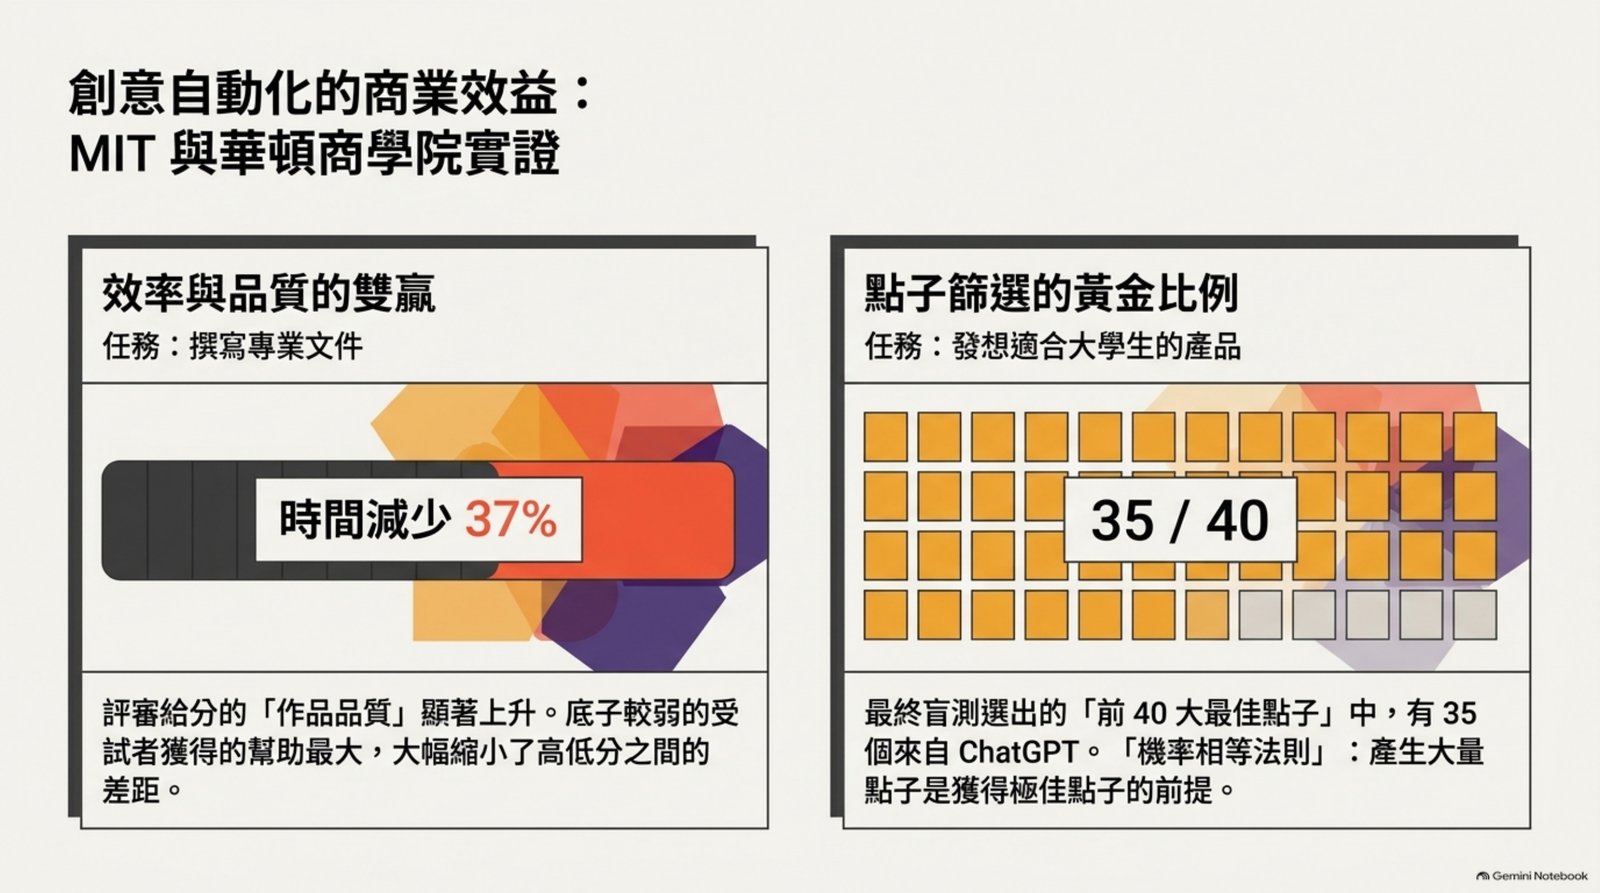 創意自動化的商業效益：
MIT 與華頓商學院實證
效率與品質的雙贏
任務：撰寫專業文件
時間減少 37%
評審給分的「作品品質」顯著上升。底子較弱的受
試者獲得的幫助最大，大幅縮小了高低分之間的
差距。
點子篩選的黃金比例
任務：發想適合大學生的產品
35 / 40
最終盲測選出的「前 40 大最佳點子」中，有 35
個來自 ChatGPT。「機率相等法則」：產生大量
點子是獲得極佳點子的前提。
Gemini Notebook